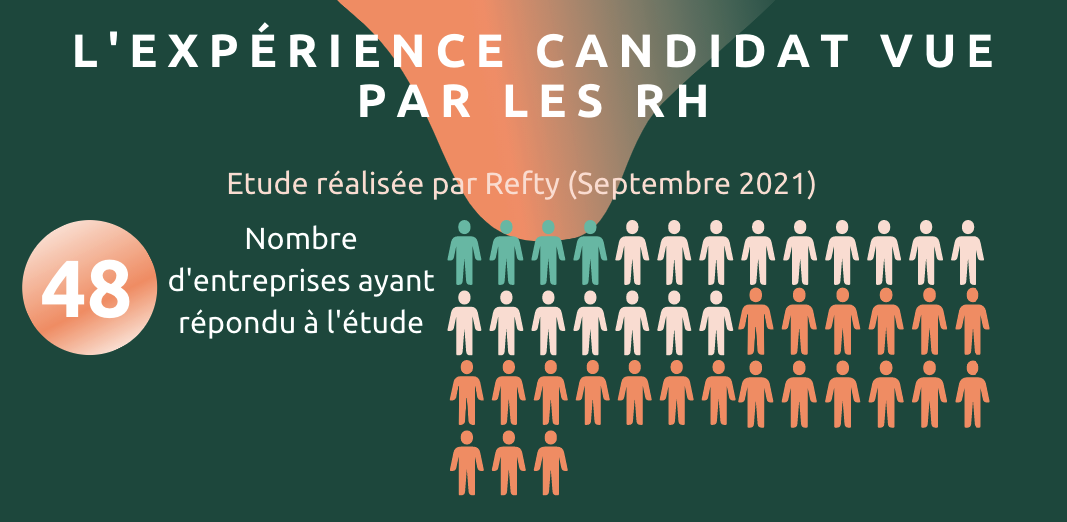 L'EXPÉRIENCE CANDIDAT VUE
PAR LES RH
Etude réalisée par Refty (Septembre 2021)
48
Nombre
d'entreprises ayant
répondu à l'étude